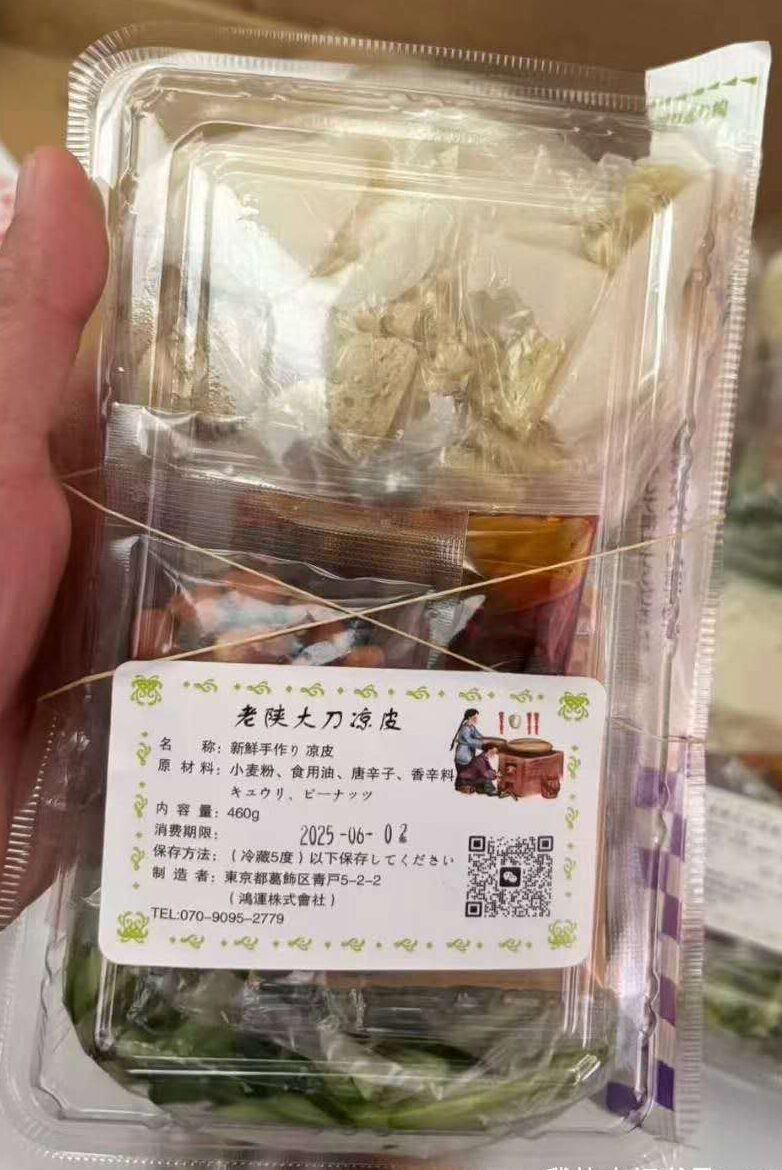 老陕大刀凉皮
名 称：新鮮手作り 凉皮
原 材 料：小麦粉、食用油、唐辛子、香辛料
キュウリ、ピーナッツ
内 容 量：460g
消費期限：
2025-06-02
保存方法：（冷藏5度）以下保存してください
制 造 者：東京都葛飾区青戸5-2-2
（鴻運株式會社）
TEL:070-9095-2779